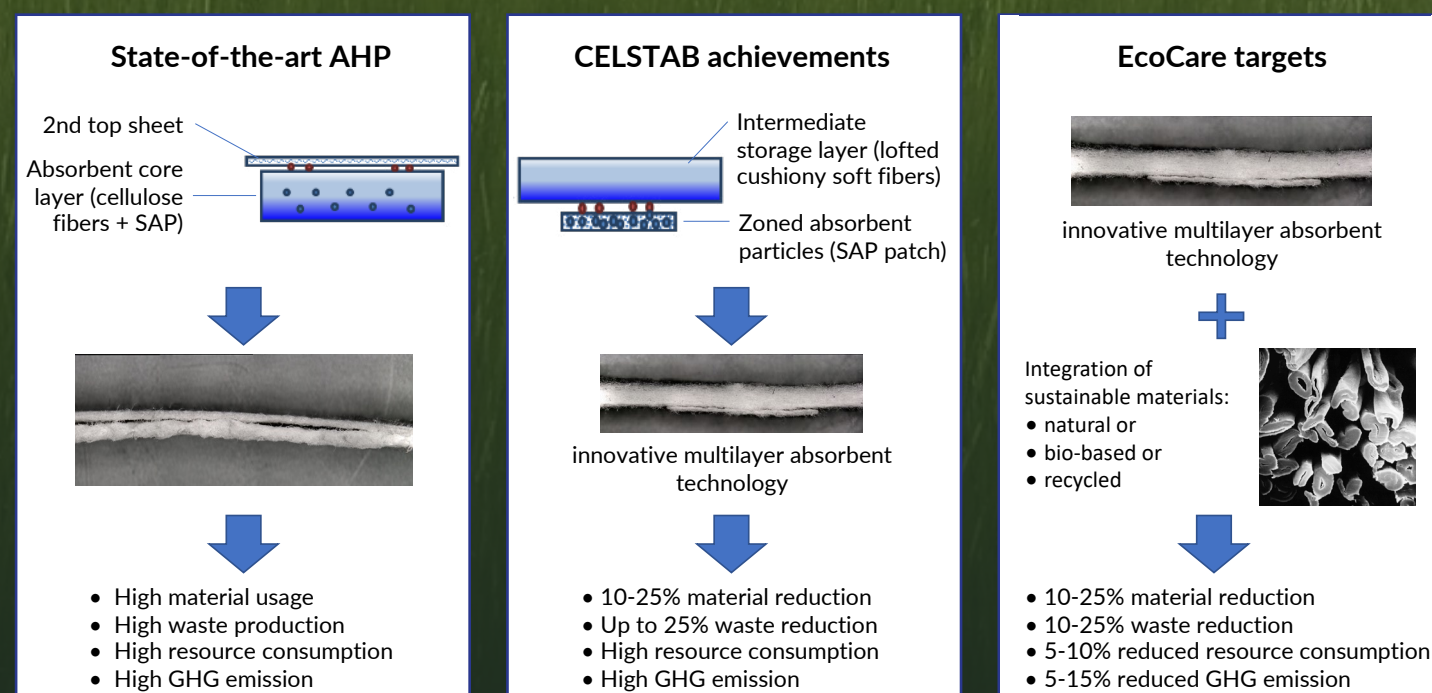 State-of-the-art AHP
2nd top sheet
Absorbent core
layer (cellulose
fibers + SAP)
• High material usage
• High waste production
• High resource consumption
• High GHG emission
CELSTAB achievements
Intermediate
storage layer (lofted
cushiony soft fibers)
Zoned absorbent
particles (SAP patch)
innovative multilayer absorbent
technology
• 10-25% material reduction
• Up to 25% waste reduction
• High resource consumption
• High GHG emission
EcoCare targets
innovative multilayer absorbent
technology
Integration of
sustainable materials:
• natural or
• bio-based or
• recycled
• 10-25% material reduction
• 10-25% waste reduction
• 5-10% reduced resource consumption
• 5-15% reduced GHG emission